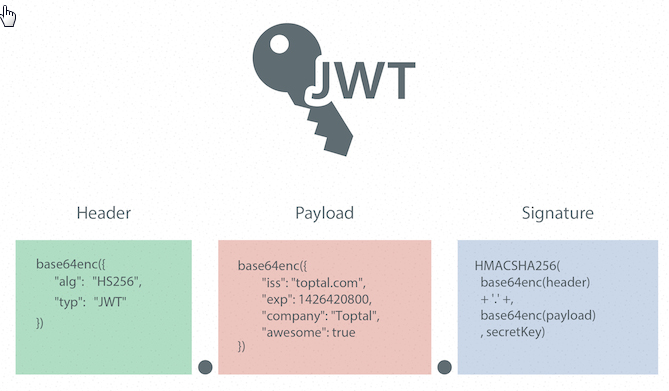 JWT
Header
Payload
Signature
base64enc({
"alg": "HS256",
"typ": "JWT"
})
base64enc({
"iss": "toptal.com",
"exp": 1426420800,
"company": "Toptal",
"awesome": true
})
HMACSHA256(
base64enc(header)
+ '.' +,
base64enc(payload)
, secretKey)